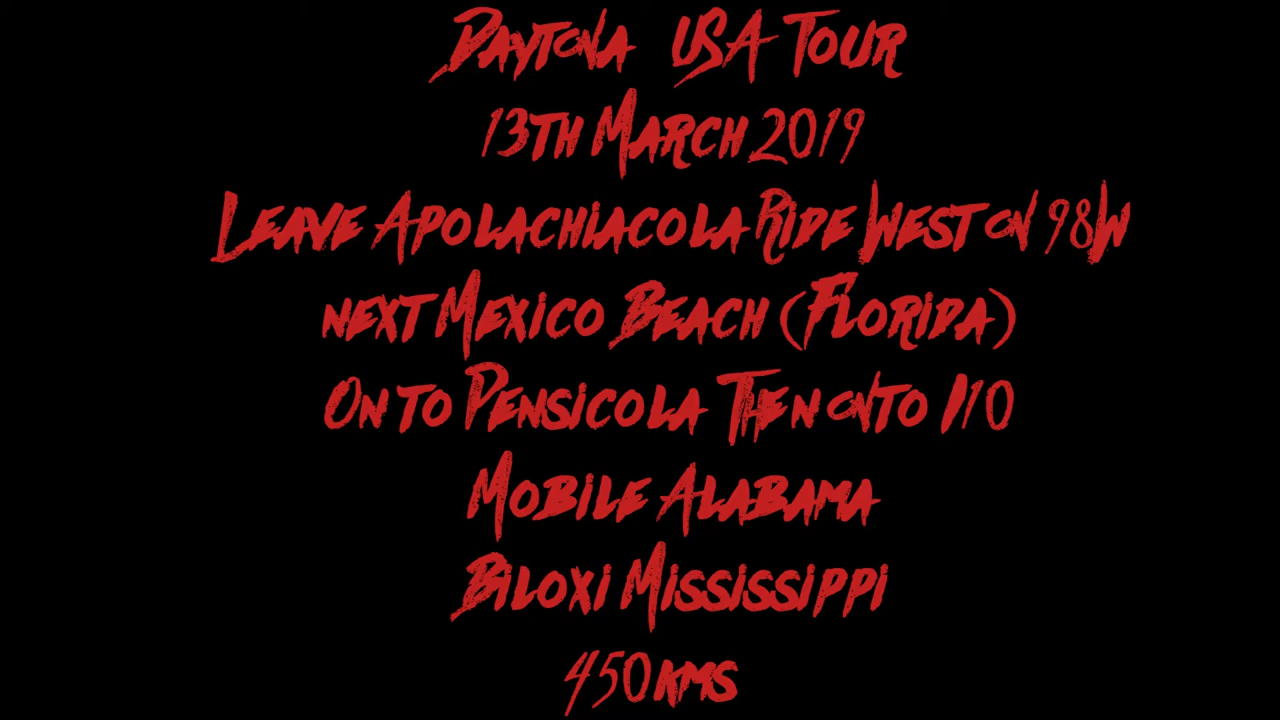 Daytona USA Tour
13th March 2019
Leave Apolachiacola Ride West on 98W
next Mexico Beach (Florida)
On to Pensicola Then onto I10
Mobile Alabama
Biloxi Mississippi
450kms